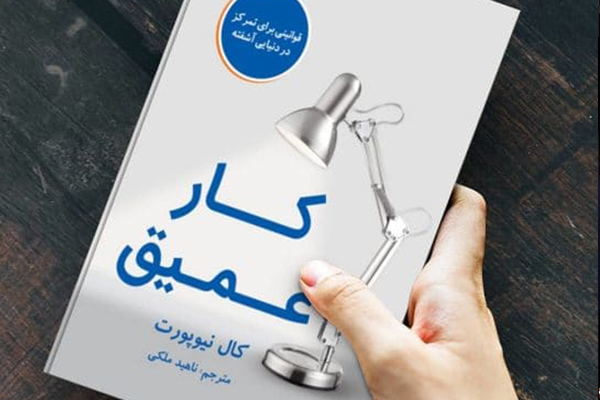 قوانینی برای تمرکز
در دنیایی آشفته
کار
عمیق
کال نیوپورت
مترجم: ناهید ملکی